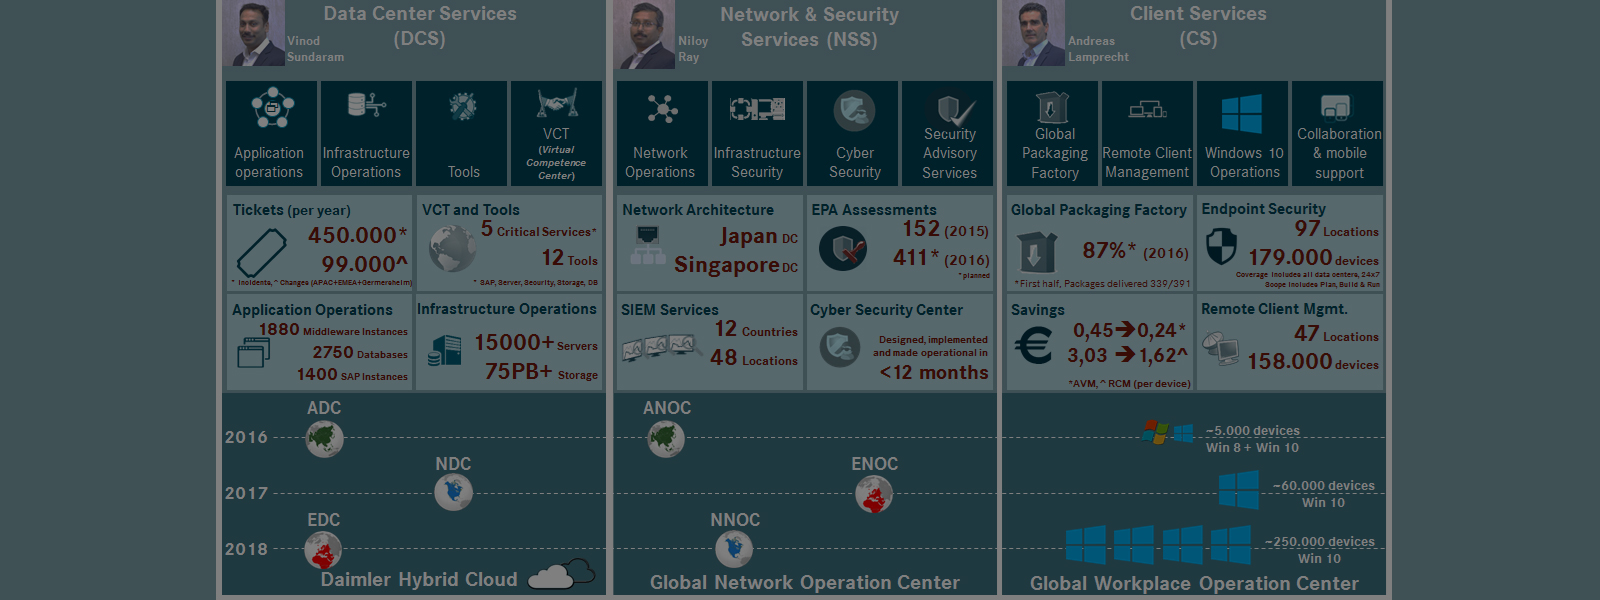 Data Center Services
(DCS)
Vinod
Sundaram
Application
operations
Infrastructure
Operations
Tools
VCT
(Virtual
Competence
Center)
Tickets (per year)
450.000*
99.000^
* Incidents, ^ Changes (APAC+EMEA+Germersheim)
VCT and Tools
5 Critical Services*
12 Tools
* SAP, Server, Security, Storage, DB
Application Operations
1880 Middleware Instances
2750 Databases
1400 SAP Instances
Infrastructure Operations
15000+ Servers
75PB+ Storage
Network & Security
Services (NSS)
Niloy
Ray
Network
Operations
Infrastructure
Security
Cyber
Security
Security
Advisory
Services
Network Architecture
Japan DC
Singapore DC
EPA Assessments
152 (2015)
411* (2016)
* planned
SIEM Services
12 Countries
48 Locations
Cyber Security Center
Designed, implemented
and made operational in
<12 months
Client Services
(CS)
Andreas
Lamprecht
Global
Packaging
Factory
Remote Client
Management
Windows 10
Operations
Collaboration
& mobile
support
Global Packaging Factory
87%* (2016)
*First half, Packages delivered 339/391
Endpoint Security
97 Locations
179.000 devices
Coverage includes all data centers, 24x7
Scope includes Plan, Build & Run
Savings
€
0,45➔0,24*
3,03 ➔1,62^
*AVM, ^ RCM (per device)
Remote Client Mgmt.
47 Locations
158.000 devices
2016
ADC
ANOC
~5.000 devices
Win 8 + Win 10
2017
NDC
ENOC
~60.000 devices
Win 10
2018
EDC
NNOC
~250.000 devices
Win 10
Daimler Hybrid Cloud
Global Network Operation Center
Global Workplace Operation Center